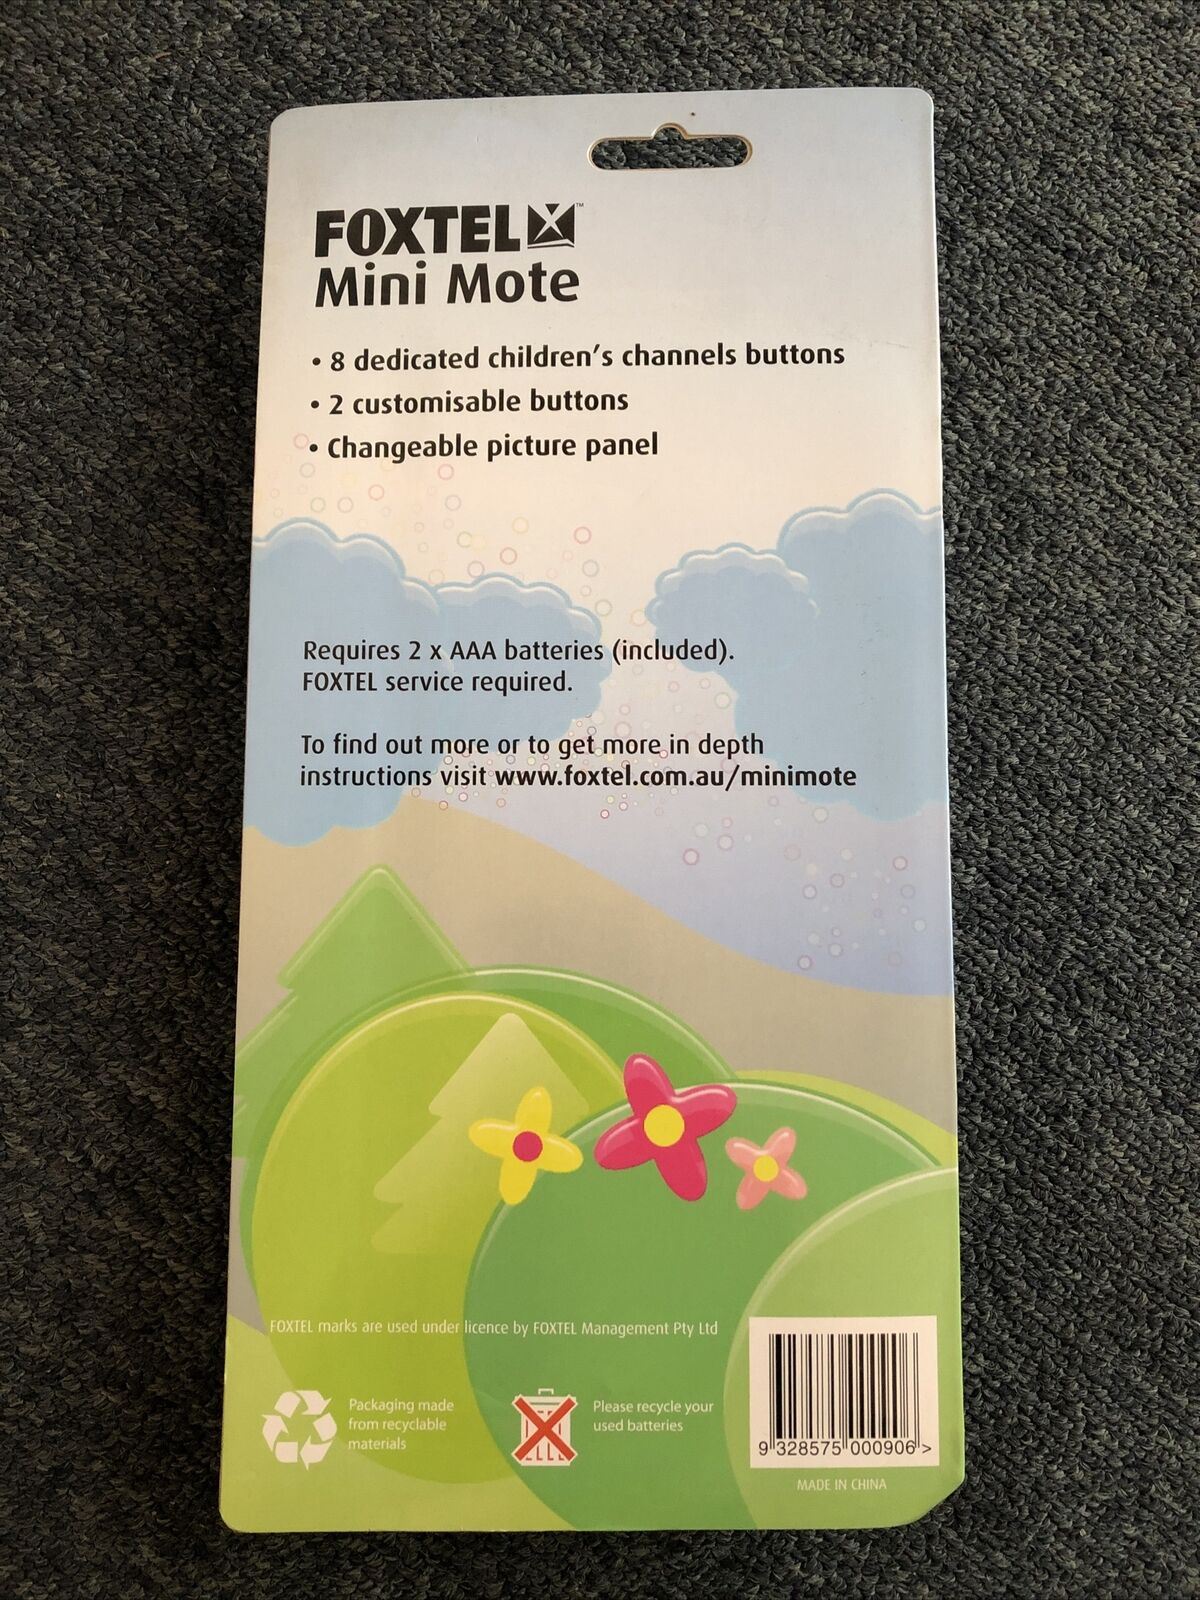 FOXTEL™
Mini Mote
• 8 dedicated children's channels buttons
• 2 customisable buttons
• Changeable picture panel
Requires 2 x AAA batteries (included).
FOXTEL service required.
To find out more or to get more in depth
instructions visit www.foxtel.com.au/minimote
FOXTEL marks are used under licence by FOXTEL Management Pty Ltd
Packaging made
from recyclable
materials
Please recycle your
used batteries
9 328575 000906 >
MADE IN CHINA